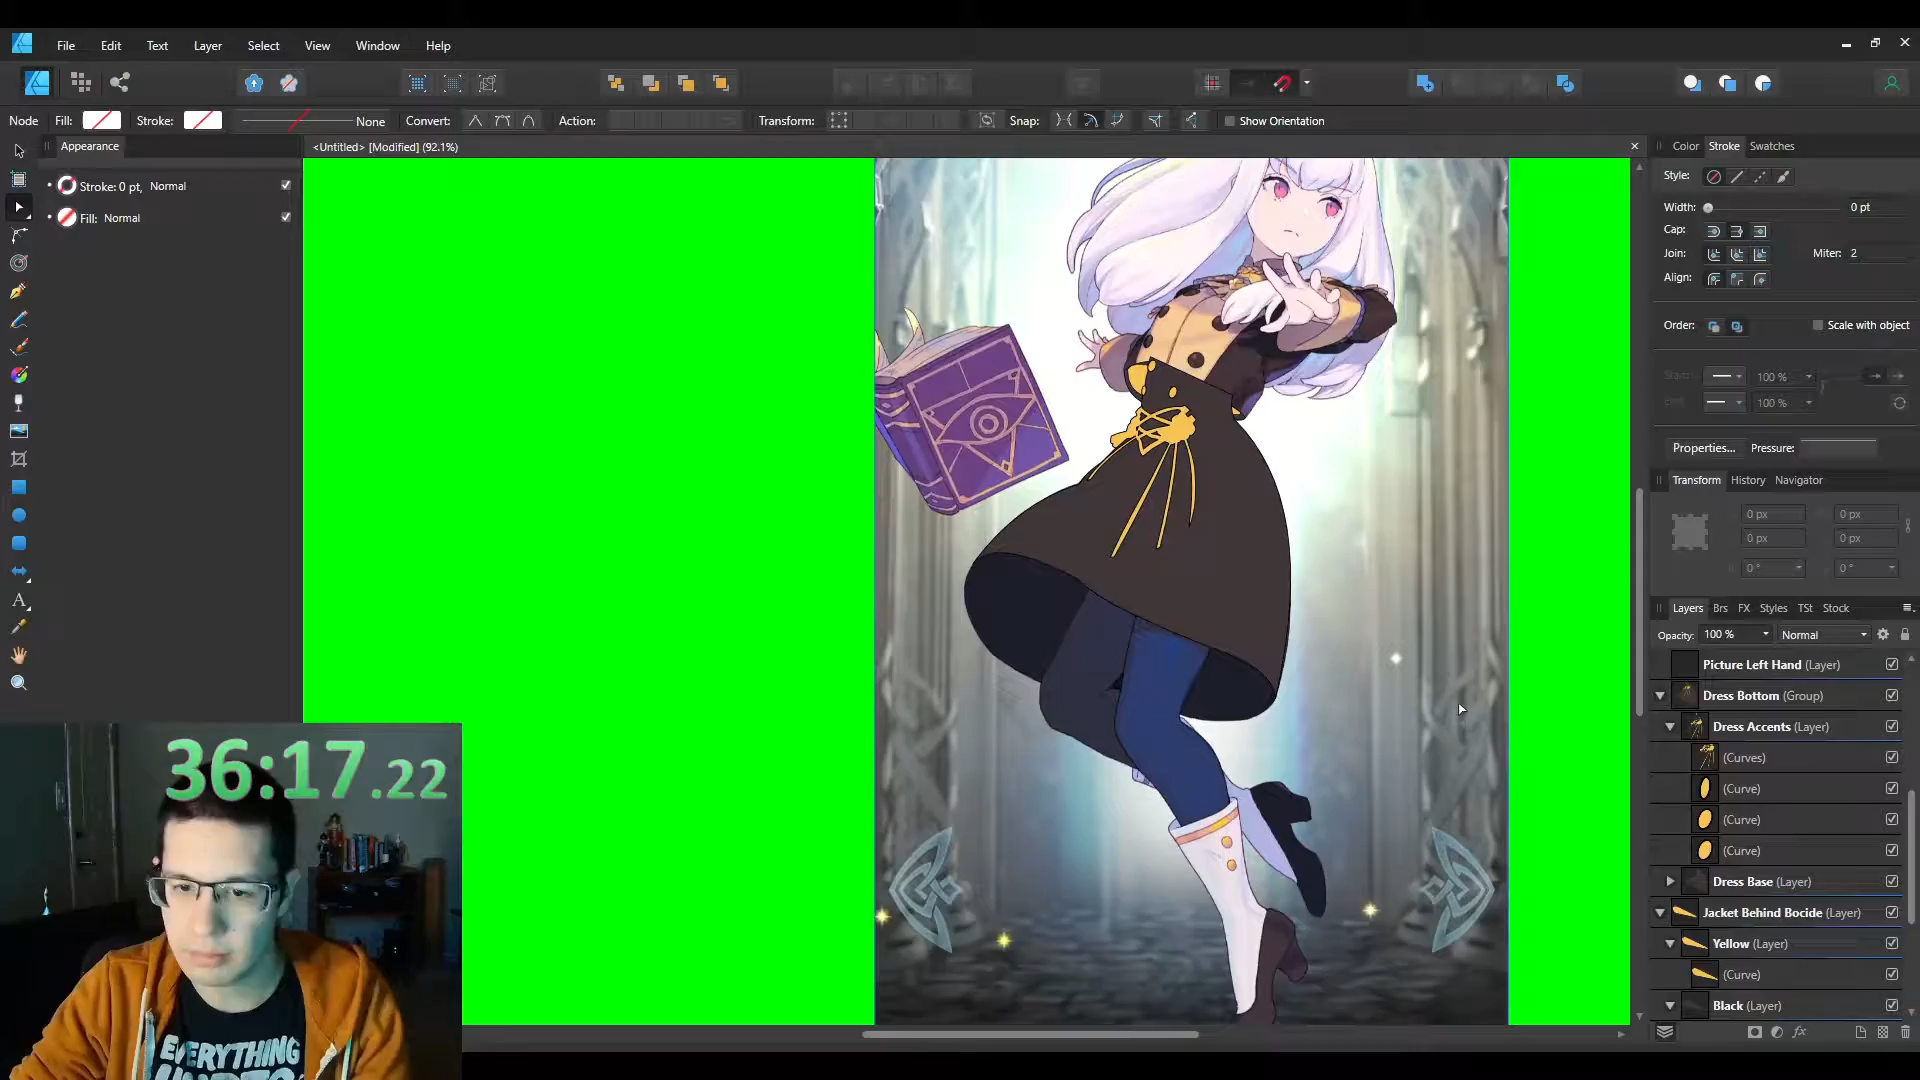 File Edit Text Layer Select View Window Help
Node Fill: Stroke: None Convert: Action: Transform: Snap: Show Orientation
Appearance
<Untitled> [Modified] (92.1%)
Color Stroke Swatches
Stroke: 0 pt, Normal
Fill: Normal
Style:
Width: 0 pt
Cap:
Join: Miter: 2
Align:
Order: Scale with object
Start: 100 %
100 %
Properties... Pressure:
Transform History Navigator
0 px 0 px
0 px 0 px
0 ° 0 °
Layers Brs FX Styles TSt Stock
Opacity: 100 % Normal
Picture Left Hand (Layer)
Dress Bottom (Group)
Dress Accents (Layer)
(Curves)
(Curve)
(Curve)
(Curve)
Dress Base (Layer)
Jacket Behind Bocide (Layer)
Yellow (Layer)
(Curve)
Black (Layer)
36:17.22
EVERYTHING